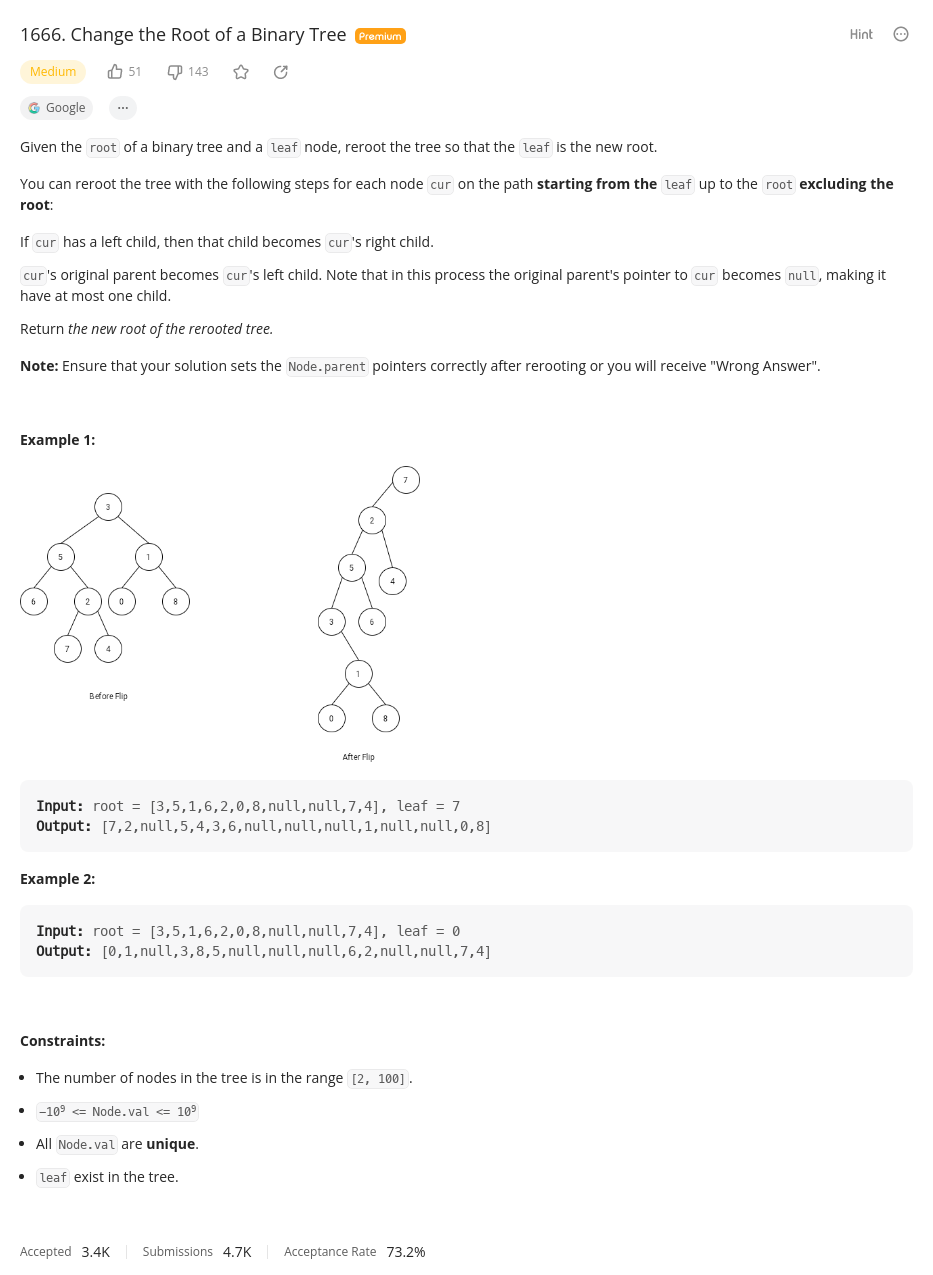 1666. Change the Root of a Binary Tree Premium Hint
Medium 51 143
Google ...
Given the root of a binary tree and a leaf node, reroot the tree so that the leaf is the new root.
You can reroot the tree with the following steps for each node cur on the path starting from the leaf up to the root excluding the
root:
If cur has a left child, then that child becomes cur's right child.
cur's original parent becomes cur's left child. Note that in this process the original parent's pointer to cur becomes null, making it
have at most one child.
Return the new root of the rerooted tree.
Note: Ensure that your solution sets the Node.parent pointers correctly after rerooting or you will receive "Wrong Answer".
Example 1:
3
5 1
6 2 0 8
7 4
Before Flip
7
2
5 4
3 6
1
0 8
After Flip
Input: root = [3,5,1,6,2,0,8,null,null,7,4], leaf = 7
Output: [7,2,null,5,4,3,6,null,null,null,1,null,null,0,8]
Example 2:
Input: root = [3,5,1,6,2,0,8,null,null,7,4], leaf = 0
Output: [0,1,null,3,8,5,null,null,null,6,2,null,null,7,4]
Constraints:
• The number of nodes in the tree is in the range [2, 100].
• −10⁹ <= Node.val <= 10⁹
• All Node.val are unique.
• leaf exist in the tree.
Accepted 3.4K Submissions 4.7K Acceptance Rate 73.2%